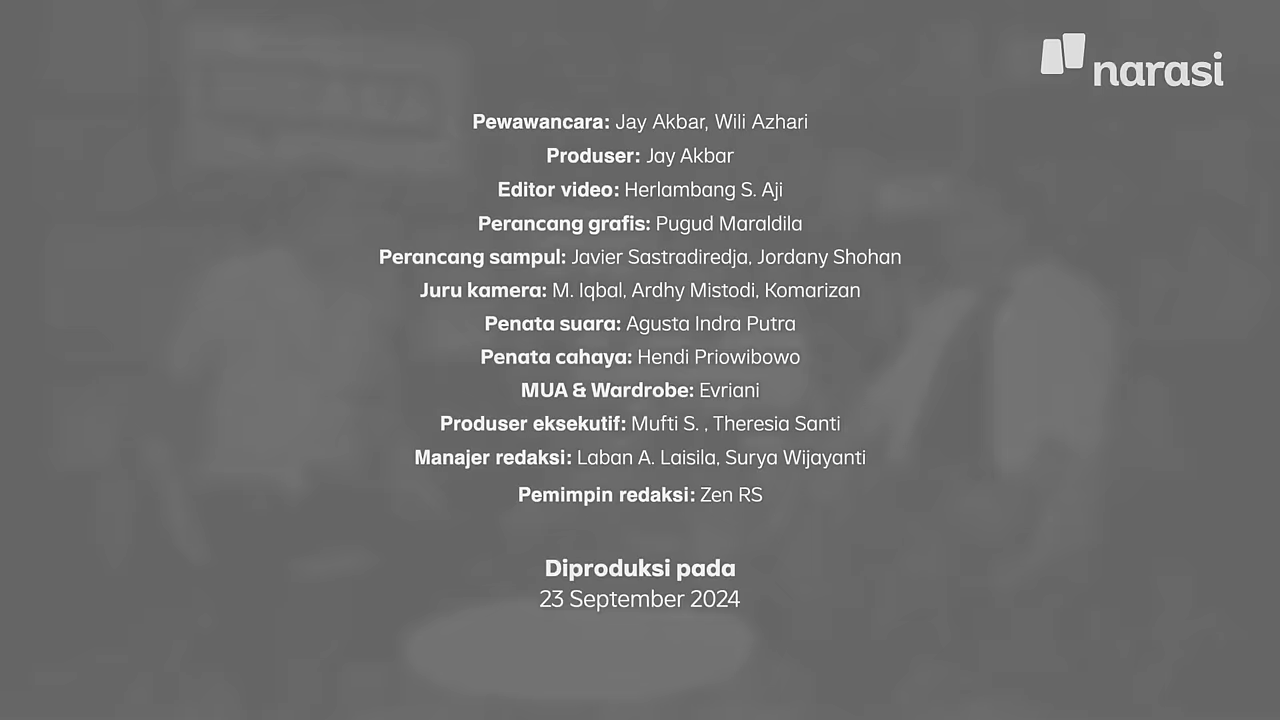 narasi
Pewawancara: Jay Akbar, Wili Azhari
Produser: Jay Akbar
Editor video: Herlambang S. Aji
Perancang grafis: Pugud Maraldila
Perancang sampul: Javier Sastradiredja, Jordany Shohan
Juru kamera: M. Iqbal, Ardhy Mistodi, Komarizan
Penata suara: Agusta Indra Putra
Penata cahaya: Hendi Priowibowo
MUA & Wardrobe: Evriani
Produser eksekutif: Mufti S. , Theresia Santi
Manajer redaksi: Laban A. Laisila, Surya Wijayanti
Pemimpin redaksi: Zen RS
Diproduksi pada
23 September 2024